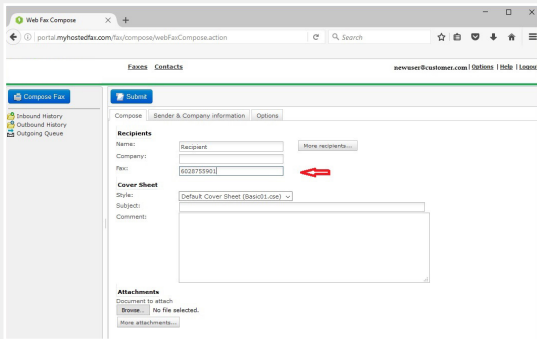 Web Fax Compose
portal.myhostedfax.com/fax/compose/webFaxCompose.action
Search
Faxes Contacts
newuser@customer.com | Options | Help | Logout
Compose Fax
Submit
Inbound History
Outbound History
Outgoing Queue
Compose Sender & Company information Options
Recipients
Name: Recipient More recipients...
Company:
Fax: 6028755901
Cover Sheet
Style: Default Cover Sheet (Basic01.cse)
Subject:
Comment:
Attachments
Document to attach
Browse... No file selected.
More attachments...